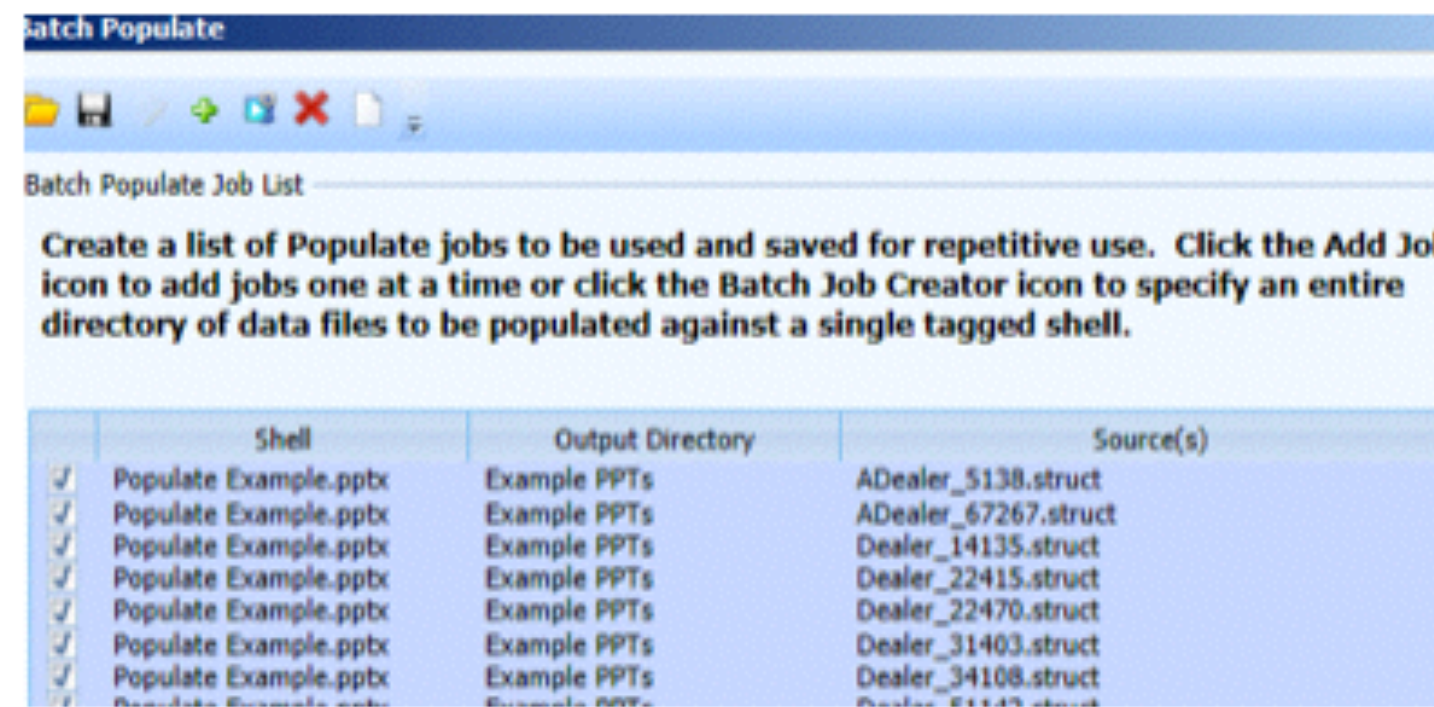 Batch Populate
Batch Populate Job List
Create a list of Populate jobs to be used and saved for repetitive use. Click the Add Job
icon to add jobs one at a time or click the Batch Job Creator icon to specify an entire
directory of data files to be populated against a single tagged shell.
Shell Output Directory Source(s)
Populate Example.pptx Example PPTs ADealer_5138.struct
Populate Example.pptx Example PPTs ADealer_67267.struct
Populate Example.pptx Example PPTs Dealer_14135.struct
Populate Example.pptx Example PPTs Dealer_22415.struct
Populate Example.pptx Example PPTs Dealer_22470.struct
Populate Example.pptx Example PPTs Dealer_31403.struct
Populate Example.pptx Example PPTs Dealer_34108.struct